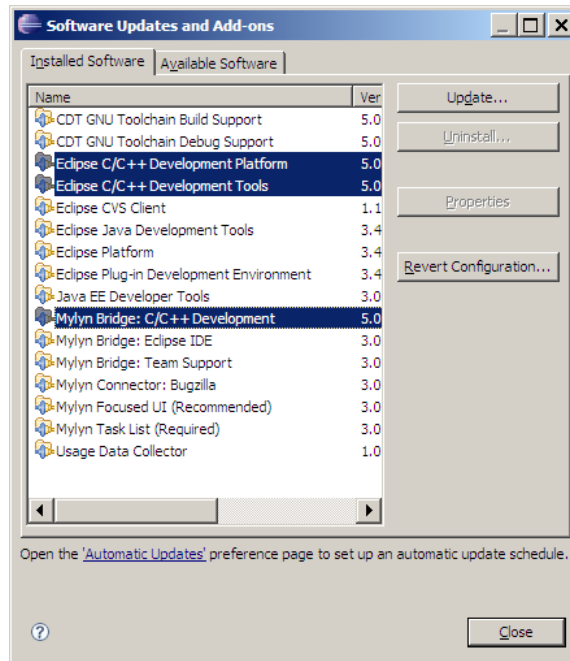 Software Updates and Add-ons
Installed Software Available Software
Name Ver
CDT GNU Toolchain Build Support 5.0
CDT GNU Toolchain Debug Support 5.0
Eclipse C/C++ Development Platform 5.0
Eclipse C/C++ Development Tools 5.0
Eclipse CVS Client 1.1
Eclipse Java Development Tools 3.4
Eclipse Platform 3.4
Eclipse Plug-in Development Environment 3.4
Java EE Developer Tools 3.0
Mylyn Bridge: C/C++ Development 5.0
Mylyn Bridge: Eclipse IDE 3.0
Mylyn Bridge: Team Support 3.0
Mylyn Connector: Bugzilla 3.0
Mylyn Focused UI (Recommended) 3.0
Mylyn Task List (Required) 3.0
Usage Data Collector 1.0
Update...
Uninstall...
Properties
Revert Configuration...
Open the 'Automatic Updates' preference page to set up an automatic update schedule.
?
Close